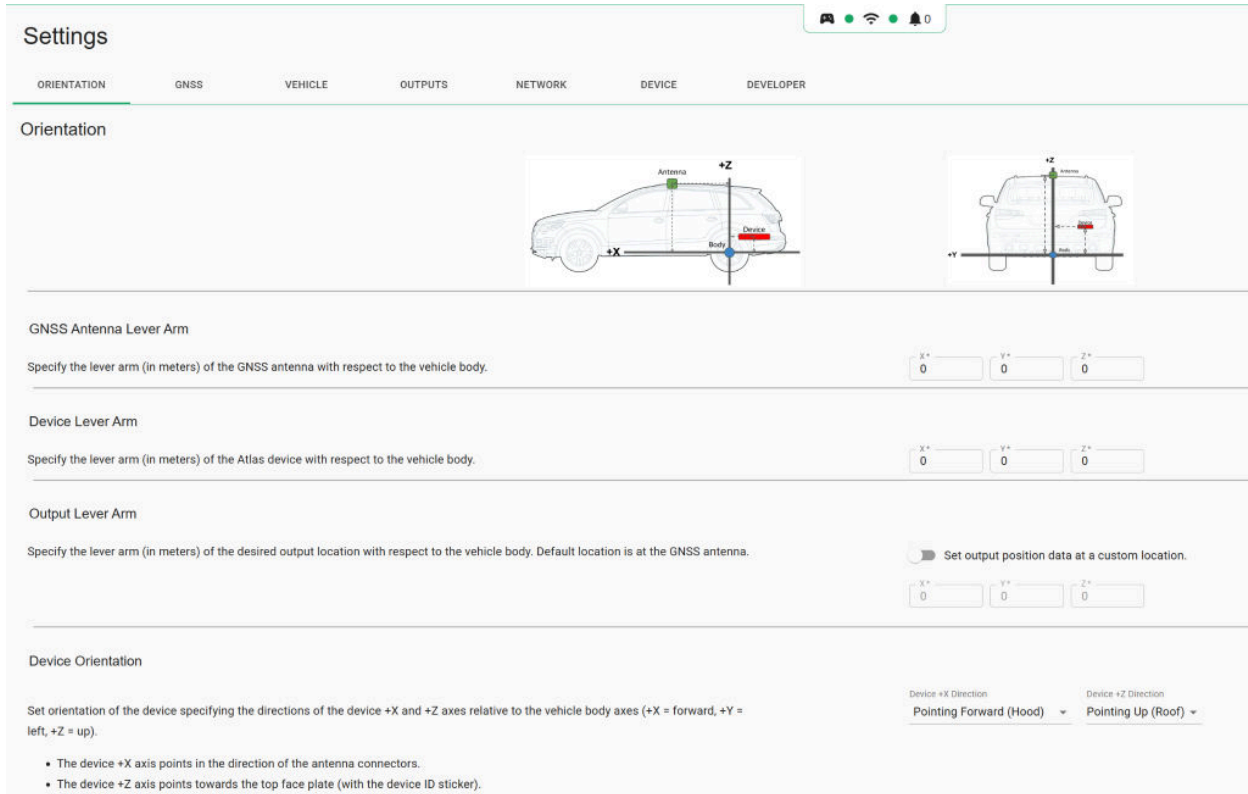 0
Settings
ORIENTATION GNSS VEHICLE OUTPUTS NETWORK DEVICE DEVELOPER
Orientation
+Z
Antenna
Device
Body
+X
+Z
Antenna
Device
Body
+Y
GNSS Antenna Lever Arm
Specify the lever arm (in meters) of the GNSS antenna with respect to the vehicle body.
X* Y* Z*
0 0 0
Device Lever Arm
Specify the lever arm (in meters) of the Atlas device with respect to the vehicle body.
X* Y* Z*
0 0 0
Output Lever Arm
Specify the lever arm (in meters) of the desired output location with respect to the vehicle body. Default location is at the GNSS antenna.
Set output position data at a custom location.
X* Y* Z*
0 0 0
Device Orientation
Device +X Direction Device +Z Direction
Pointing Forward (Hood) Pointing Up (Roof)
Set orientation of the device specifying the directions of the device +X and +Z axes relative to the vehicle body axes (+X = forward, +Y =
left, +Z = up).
• The device +X axis points in the direction of the antenna connectors.
• The device +Z axis points towards the top face plate (with the device ID sticker).